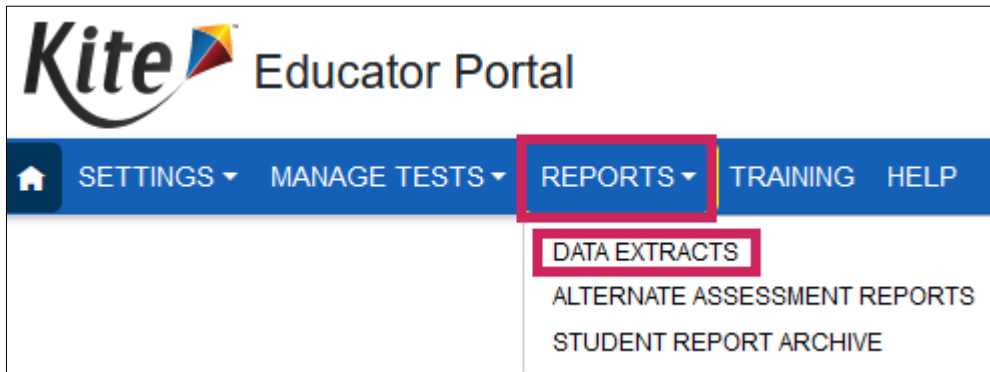 Kite Educator Portal
SETTINGS MANAGE TESTS REPORTS TRAINING HELP
DATA EXTRACTS
ALTERNATE ASSESSMENT REPORTS
STUDENT REPORT ARCHIVE